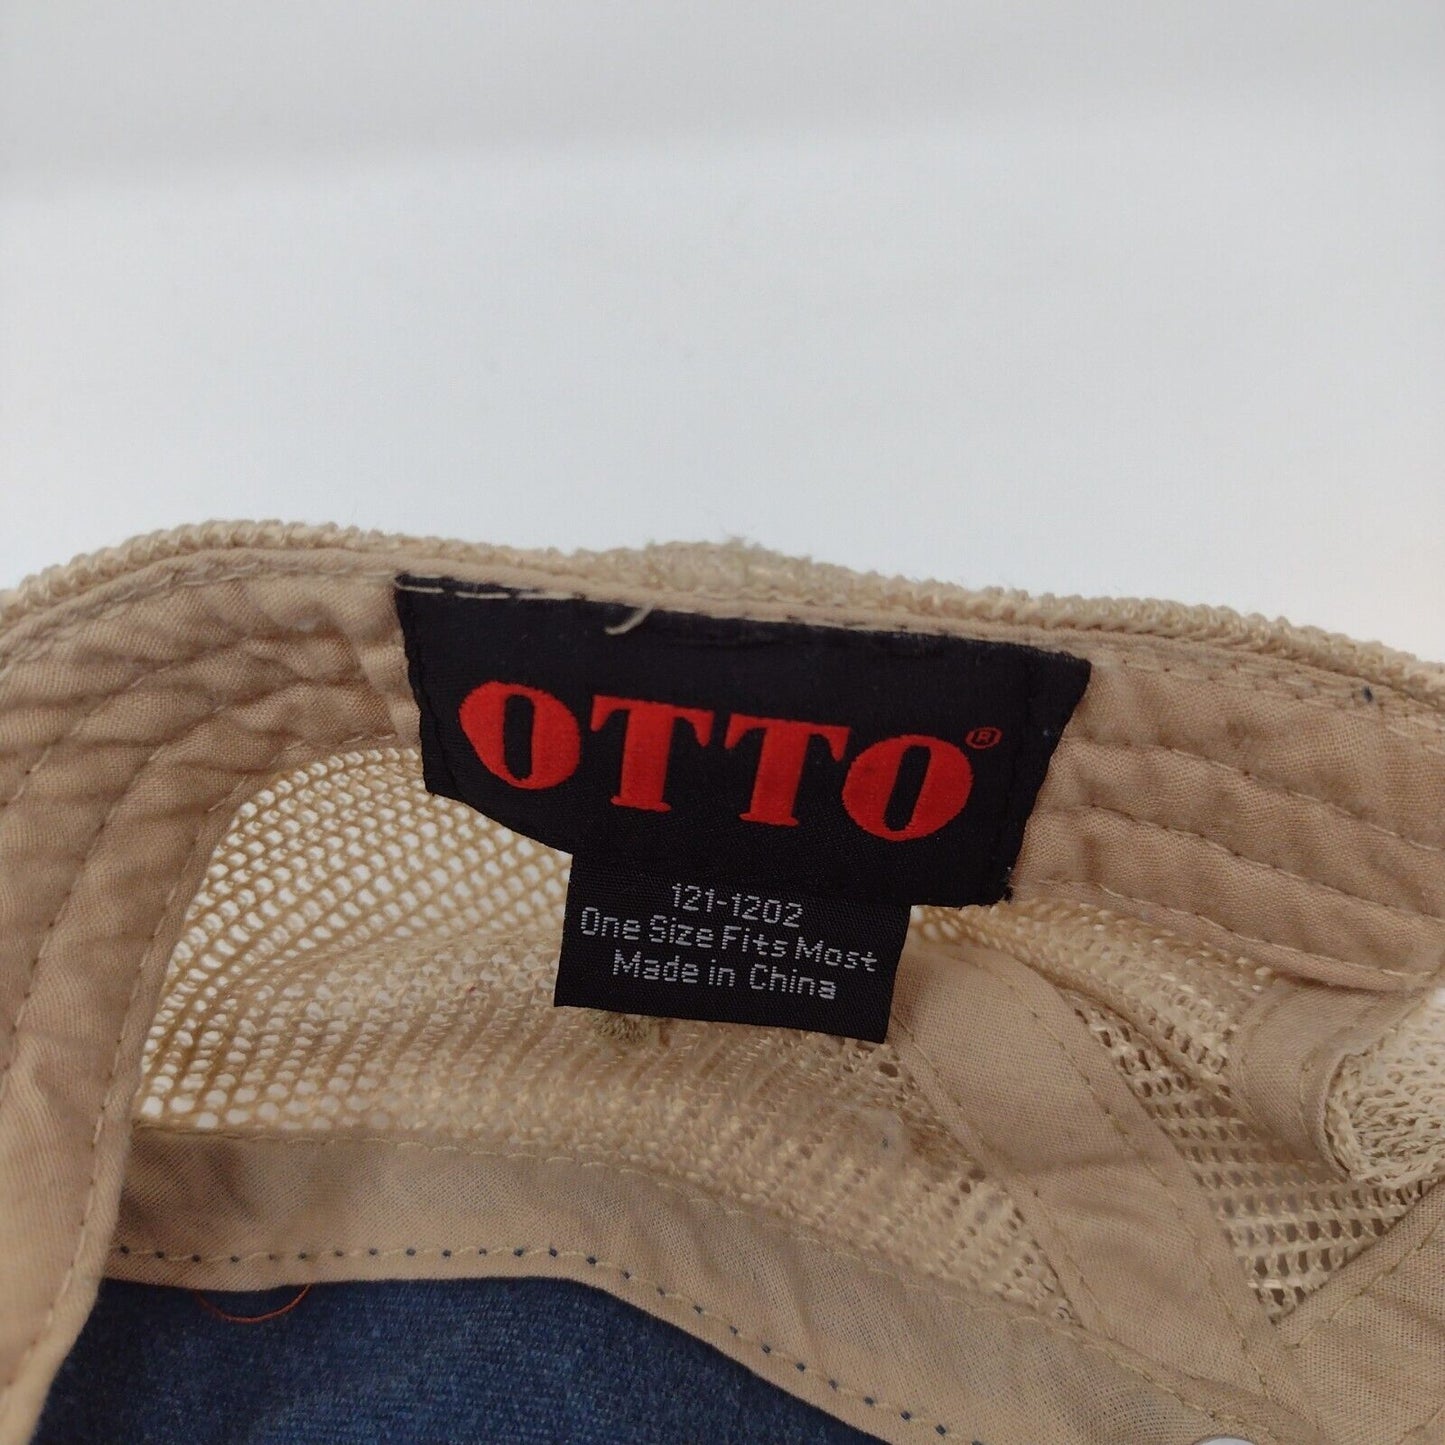 OTTO®
121-1202
One Size Fits Most
Made in China